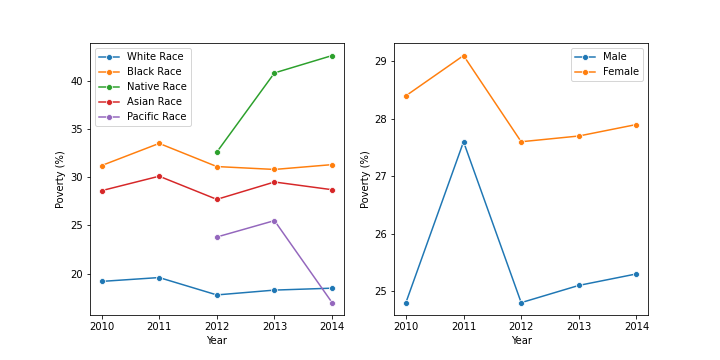 White Race
Black Race
Native Race
Asian Race
Pacific Race
40
35
30
25
20
Poverty (%)
2010 2011 2012 2013 2014
Year
Male
Female
29
28
27
26
25
Poverty (%)
2010 2011 2012 2013 2014
Year